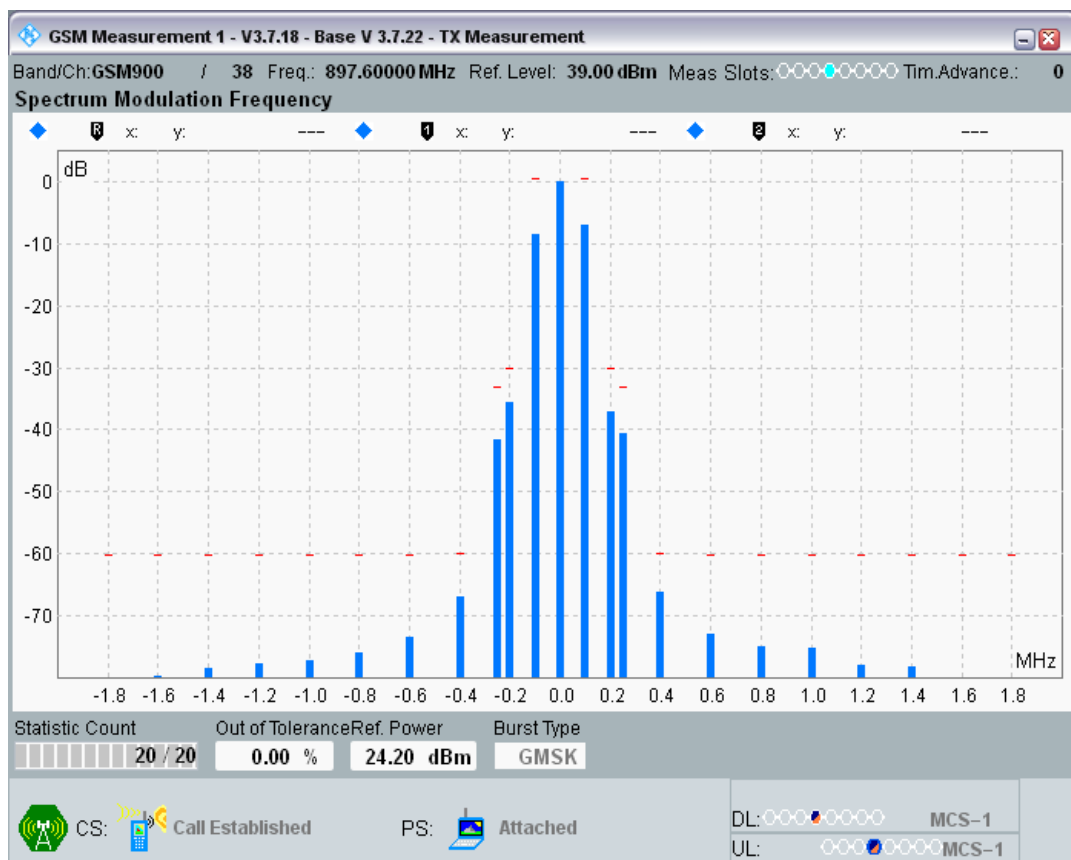 GSM Measurement 1 - V3.7.18 - Base V 3.7.22 - TX Measurement
Band/Ch:GSM900 / 38 Freq.: 897.60000 MHz Ref. Level: 39.00 dBm Meas Slots: Tim.Advance.: 0
Spectrum Modulation Frequency
R x: y: --- 1 x: y: --- 2 x: y: ---
dB
0
-10
-20
-30
-40
-50
-60
-70
MHz
-1.8 -1.6 -1.4 -1.2 -1.0 -0.8 -0.6 -0.4 -0.2 0.0 0.2 0.4 0.6 0.8 1.0 1.2 1.4 1.6 1.8
Statistic Count Out of Tolerance Ref. Power Burst Type
20 / 20 0.00 % 24.20 dBm GMSK
CS: Call Established PS: Attached DL: MCS-1
UL: MCS-1